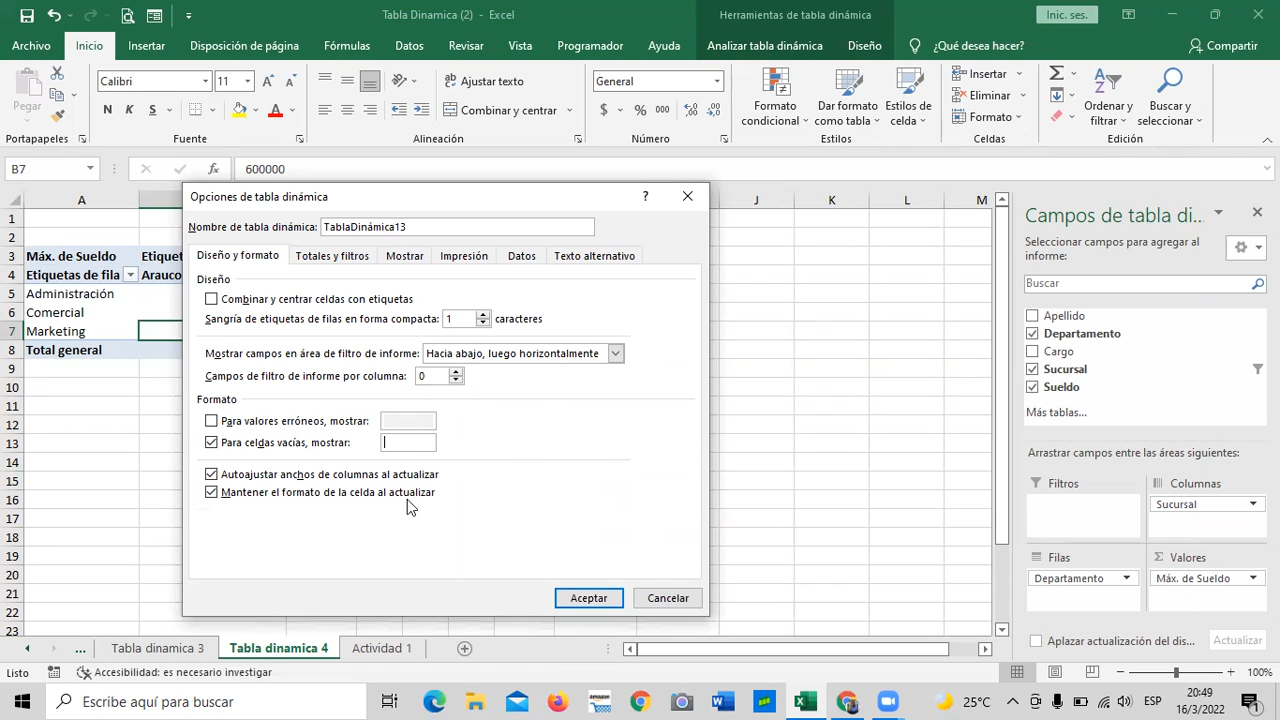 Tabla Dinamica (2) - Excel
Herramientas de tabla dinámica
Inic. ses.
Archivo
Inicio
Insertar
Disposición de página
Fórmulas
Datos
Revisar
Vista
Programador
Ayuda
Analizar tabla dinámica
Diseño
¿Qué desea hacer?
Compartir
Pegar
Calibri
11
N K S
Ajustar texto
Combinar y centrar
General
$ % 000
Formato condicional
Dar formato como tabla
Estilos de celda
Insertar
Eliminar
Formato
Ordenar y filtrar
Buscar y seleccionar
Portapapeles
Fuente
Alineación
Número
Estilos
Celdas
Edición
B7
600000
A J K L M
1
2
3 Máx. de Sueldo Etiquet
4 Etiquetas de fila Arauco
5 Administración
6 Comercial
7 Marketing
8 Total general
9
10
11
12
13
14
15
16
17
18
19
20
21
22
23
Opciones de tabla dinámica
?
Nombre de tabla dinámica: TablaDinámica13
Diseño y formato
Totales y filtros
Mostrar
Impresión
Datos
Texto alternativo
Diseño
Combinar y centrar celdas con etiquetas
Sangría de etiquetas de filas en forma compacta: 1 caracteres
Mostrar campos en área de filtro de informe: Hacia abajo, luego horizontalmente
Campos de filtro de informe por columna: 0
Formato
Para valores erróneos, mostrar:
Para celdas vacías, mostrar:
Autoajustar anchos de columnas al actualizar
Mantener el formato de la celda al actualizar
Aceptar
Cancelar
Campos de tabla di...
Seleccionar campos para agregar al informe:
Buscar
Apellido
Departamento
Cargo
Sucursal
Sueldo
Más tablas...
Arrastrar campos entre las áreas siguientes:
Filtros
Columnas
Sucursal
Filas
Σ Valores
Departamento
Máx. de Sueldo
Aplazar actualización del dis...
Actualizar
...
Tabla dinamica 3
Tabla dinamica 4
Actividad 1
Listo
Accesibilidad: es necesario investigar
100%
Escribe aquí para buscar
25°C
ESP
20:49
16/3/2022